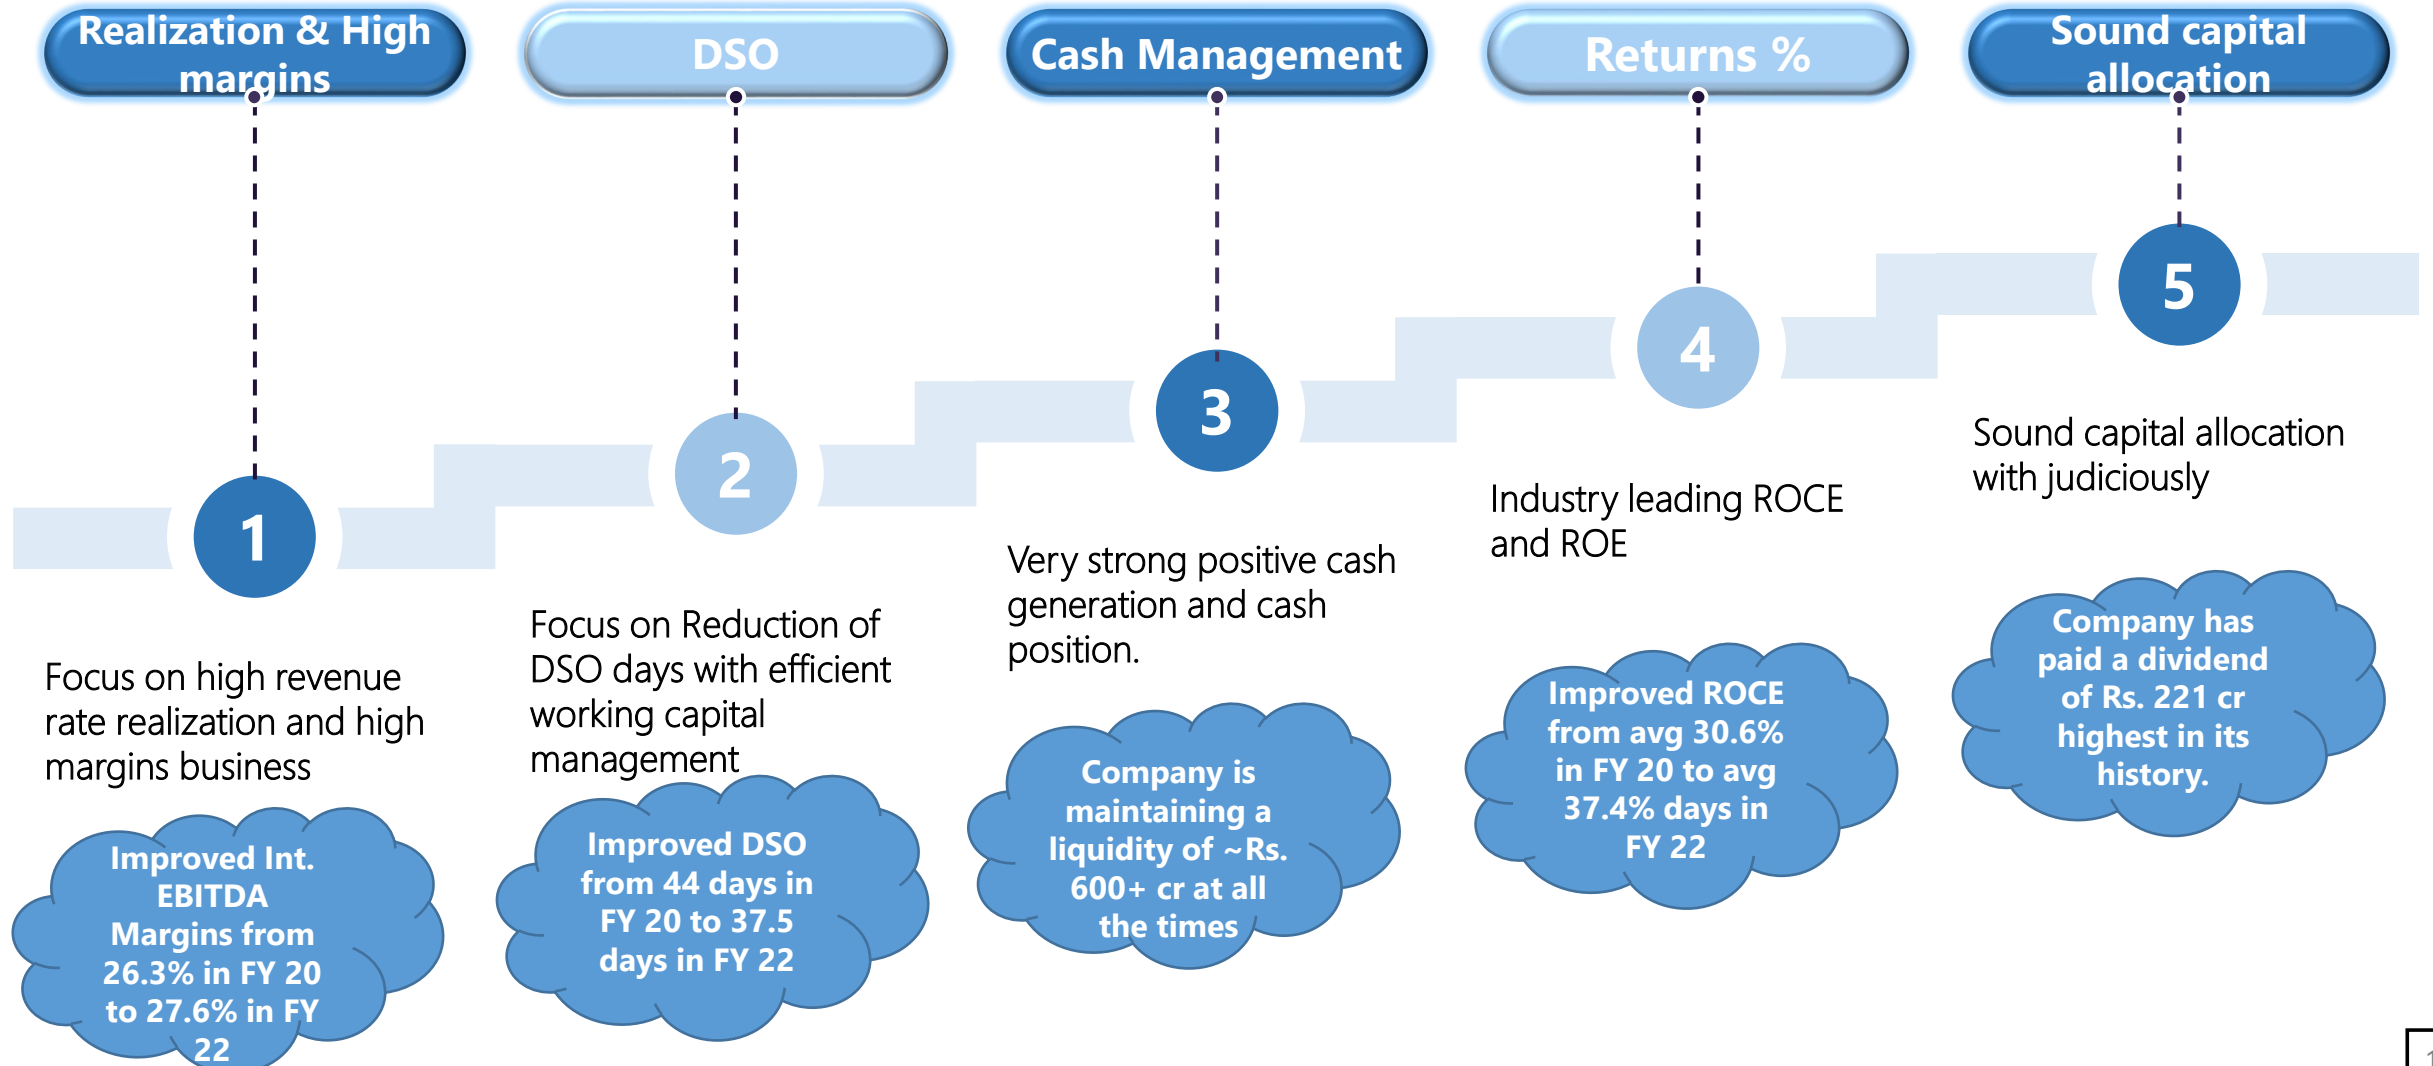 Realization & High
margins
DSO
Cash Management
Returns %
Sound capital
allocation
1
2
3
4
5
Focus on high revenue
rate realization and high
margins business
Focus on Reduction of
DSO days with efficient
working capital
management
Very strong positive cash
generation and cash
position.
Industry leading ROCE
and ROE
Sound capital allocation
with judiciously
Improved Int.
EBITDA
Margins from
26.3% in FY 20
to 27.6% in FY
22
Improved DSO
from 44 days in
FY 20 to 37.5
days in FY 22
Company is
maintaining a
liquidity of ~Rs.
600+ cr at all
the times
Improved ROCE
from avg 30.6%
in FY 20 to avg
37.4% days in
FY 22
Company has
paid a dividend
of Rs. 221 cr
highest in its
history.